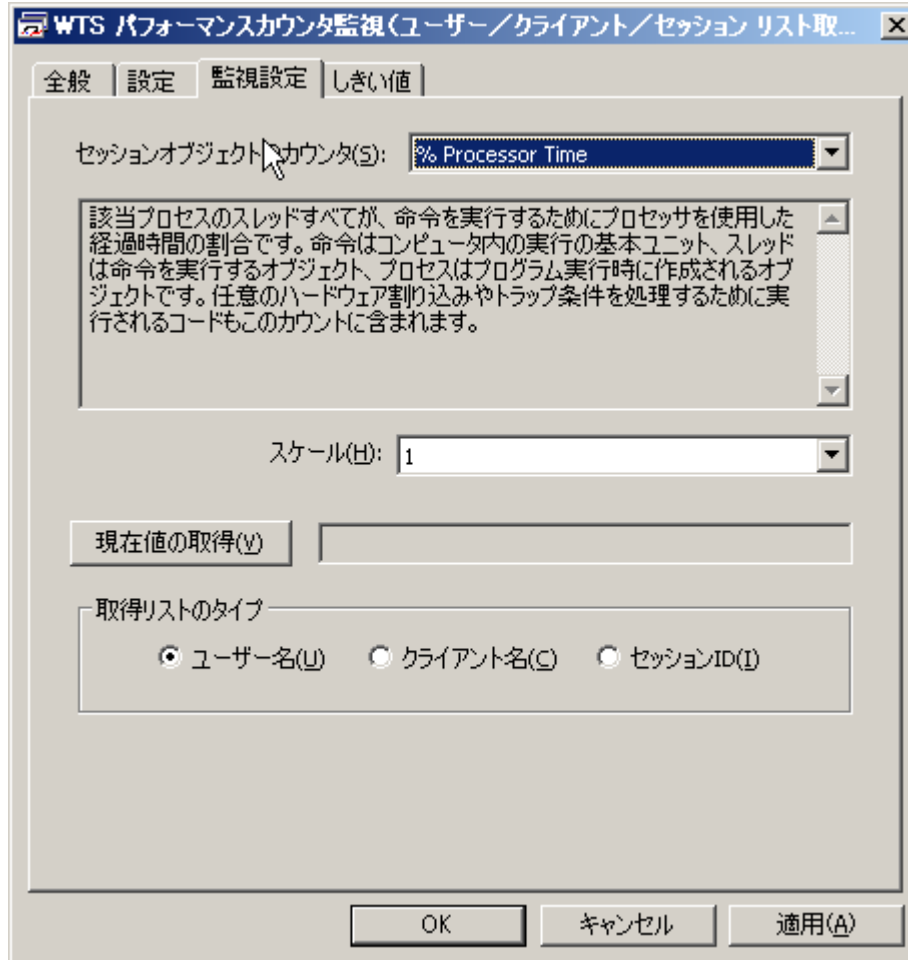 WTS パフォーマンスカウンタ監視(ユーザー／クライアント／セッション リスト取...
全般
設定
監視設定
しきい値
セッションオブジェクト カウンタ(S):
% Processor Time
該当プロセスのスレッドすべてが、命令を実行するためにプロセッサを使用した
経過時間の割合です。命令はコンピュータ内の実行の基本ユニット、スレッド
は命令を実行するオブジェクト、プロセスはプログラム実行時に作成されるオブ
ジェクトです。任意のハードウェア割り込みやトラップ条件を処理するために実
行されるコードもこのカウントに含まれます。
スケール(H):
1
現在値の取得(V)
取得リストのタイプ
ユーザー名(U)
クライアント名(C)
セッションID(I)
OK
キャンセル
適用(A)